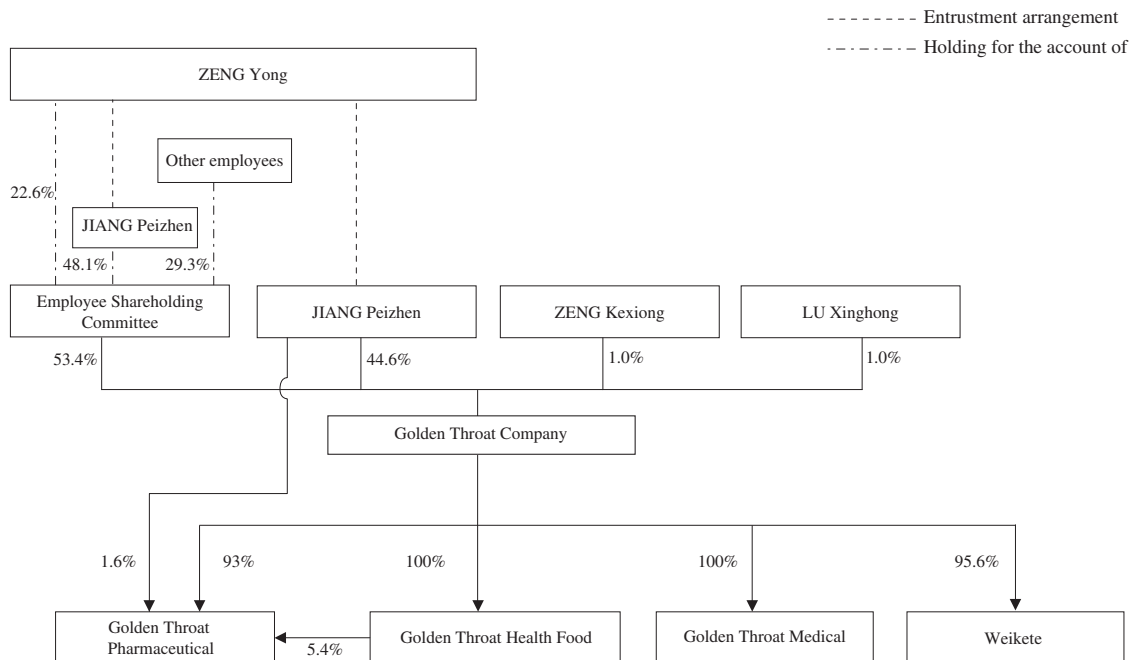 Entrustment arrangement
Holding for the account of
ZENG Yong
Other employees
22.6%
JIANG Peizhen
48.1%
29.3%
Employee Shareholding
Committee
JIANG Peizhen
ZENG Kexiong
LU Xinghong
53.4%
44.6%
1.0%
1.0%
Golden Throat Company
1.6%
93%
100%
100%
95.6%
Golden Throat
Pharmaceutical
5.4%
Golden Throat Health Food
Golden Throat Medical
Weikete